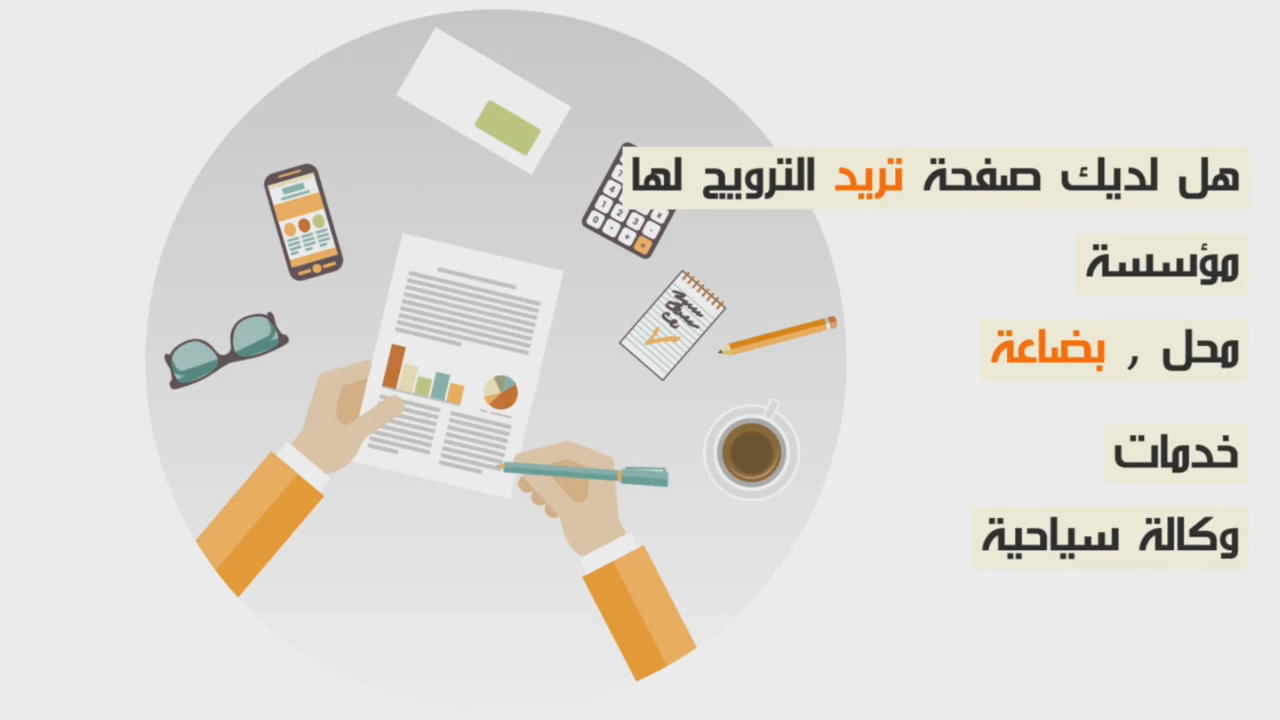 هل لديك صفحة تريد الترويج لها
مؤسسة
محل , بضاعة
خدمات
وكالة سياحية